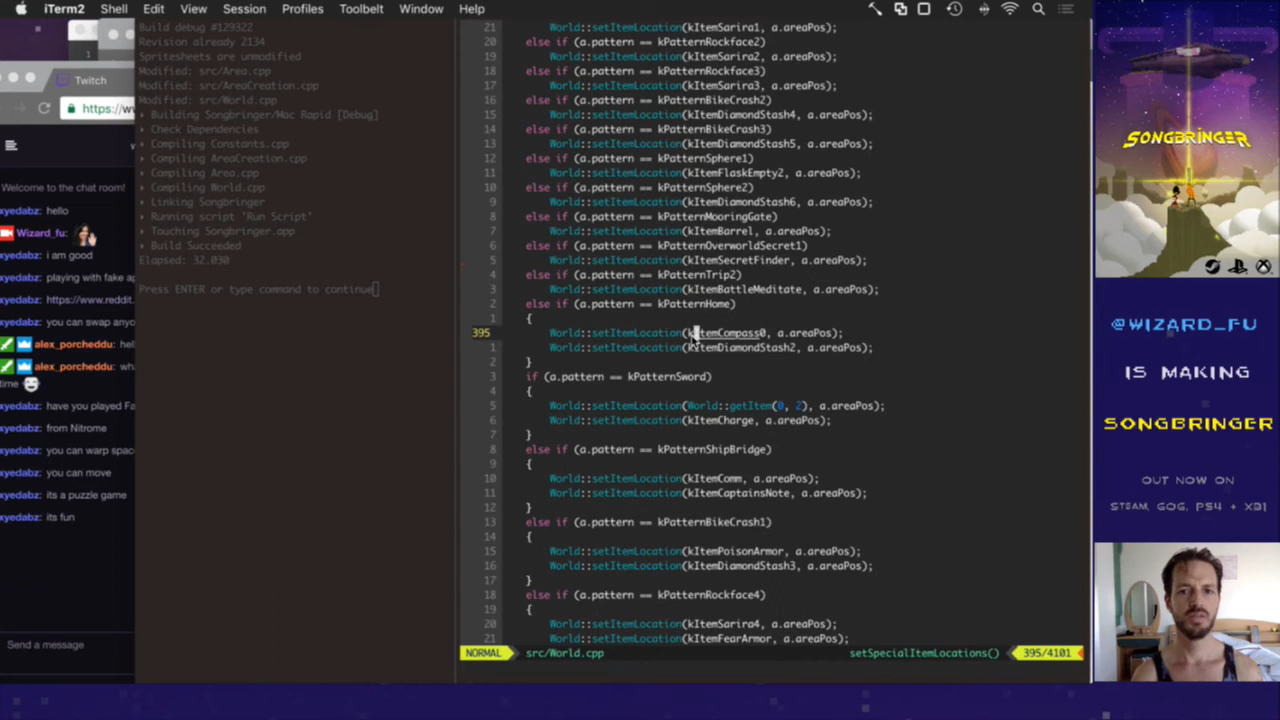 iTerm2 Shell Edit View Session Profiles Toolbelt Window Help
1
Twitch
https://ww
Welcome to the chat room!
xyedabz: hello
Wizard_fu:
xyedabz: i am good
xyedabz: playing with fake ap
xyedabz: https://www.reddit.
xyedabz: you can swap anyo
alex_porcheddu: hel
alex_porcheddu: wha
time
xyedabz: have you played Fa
xyedabz: from Nitrome
xyedabz: you can warp spac
xyedabz: you can move
xyedabz: its a puzzle game
xyedabz: its fun
Send a message
Build debug #129322
Revision already 2134
Spritesheets are unmodified
Modified: src/Area.cpp
Modified: src/AreaCreation.cpp
Modified: src/World.cpp
Building Songbringer/Mac Rapid [Debug]
Check Dependencies
Compiling Constants.cpp
Compiling AreaCreation.cpp
Compiling Area.cpp
Compiling World.cpp
Linking Songbringer
Running script 'Run Script'
Touching Songbringer.app
Build Succeeded
Elapsed: 32.030
Press ENTER or type command to continue
21 World::setItemLocation(kItemSarira1, a.areaPos);
20 else if (a.pattern == kPatternRockface2)
19 World::setItemLocation(kItemSarira2, a.areaPos);
18 else if (a.pattern == kPatternRockface3)
17 World::setItemLocation(kItemSarira3, a.areaPos);
16 else if (a.pattern == kPatternBikeCrash2)
15 World::setItemLocation(kItemDiamondStash4, a.areaPos);
14 else if (a.pattern == kPatternBikeCrash3)
13 World::setItemLocation(kItemDiamondStash5, a.areaPos);
12 else if (a.pattern == kPatternSphere1)
11 World::setItemLocation(kItemFlaskEmpty2, a.areaPos);
10 else if (a.pattern == kPatternSphere2)
9 World::setItemLocation(kItemDiamondStash6, a.areaPos);
8 else if (a.pattern == kPatternMooringGate)
7 World::setItemLocation(kItemBarrel, a.areaPos);
6 else if (a.pattern == kPatternOverworldSecret1)
5 World::setItemLocation(kItemSecretFinder, a.areaPos);
4 else if (a.pattern == kPatternTrip2)
3 World::setItemLocation(kItemBattleMeditate, a.areaPos);
2 else if (a.pattern == kPatternHome)
1 {
395 World::setItemLocation(kItemCompass0, a.areaPos);
1 World::setItemLocation(kItemDiamondStash2, a.areaPos);
2 }
3 if (a.pattern == kPatternSword)
4 {
5 World::setItemLocation(World::getItem(0, 2), a.areaPos);
6 World::setItemLocation(kItemCharge, a.areaPos);
7 }
8 else if (a.pattern == kPatternShipBridge)
9 {
10 World::setItemLocation(kItemComm, a.areaPos);
11 World::setItemLocation(kItemCaptainsNote, a.areaPos);
12 }
13 else if (a.pattern == kPatternBikeCrash1)
14 {
15 World::setItemLocation(kItemPoisonArmor, a.areaPos);
16 World::setItemLocation(kItemDiamondStash3, a.areaPos);
17 }
18 else if (a.pattern == kPatternRockface4)
19 {
20 World::setItemLocation(kItemSarira4, a.areaPos);
21 World::setItemLocation(kItemFearArmor, a.areaPos);
NORMAL src/World.cpp setSpecialItemLocations() 395/4101
SONGBRINGER
@WIZARD_FU
IS MAKING
SONGBRINGER
OUT NOW ON
STEAM, GOG, PS4 + XB1